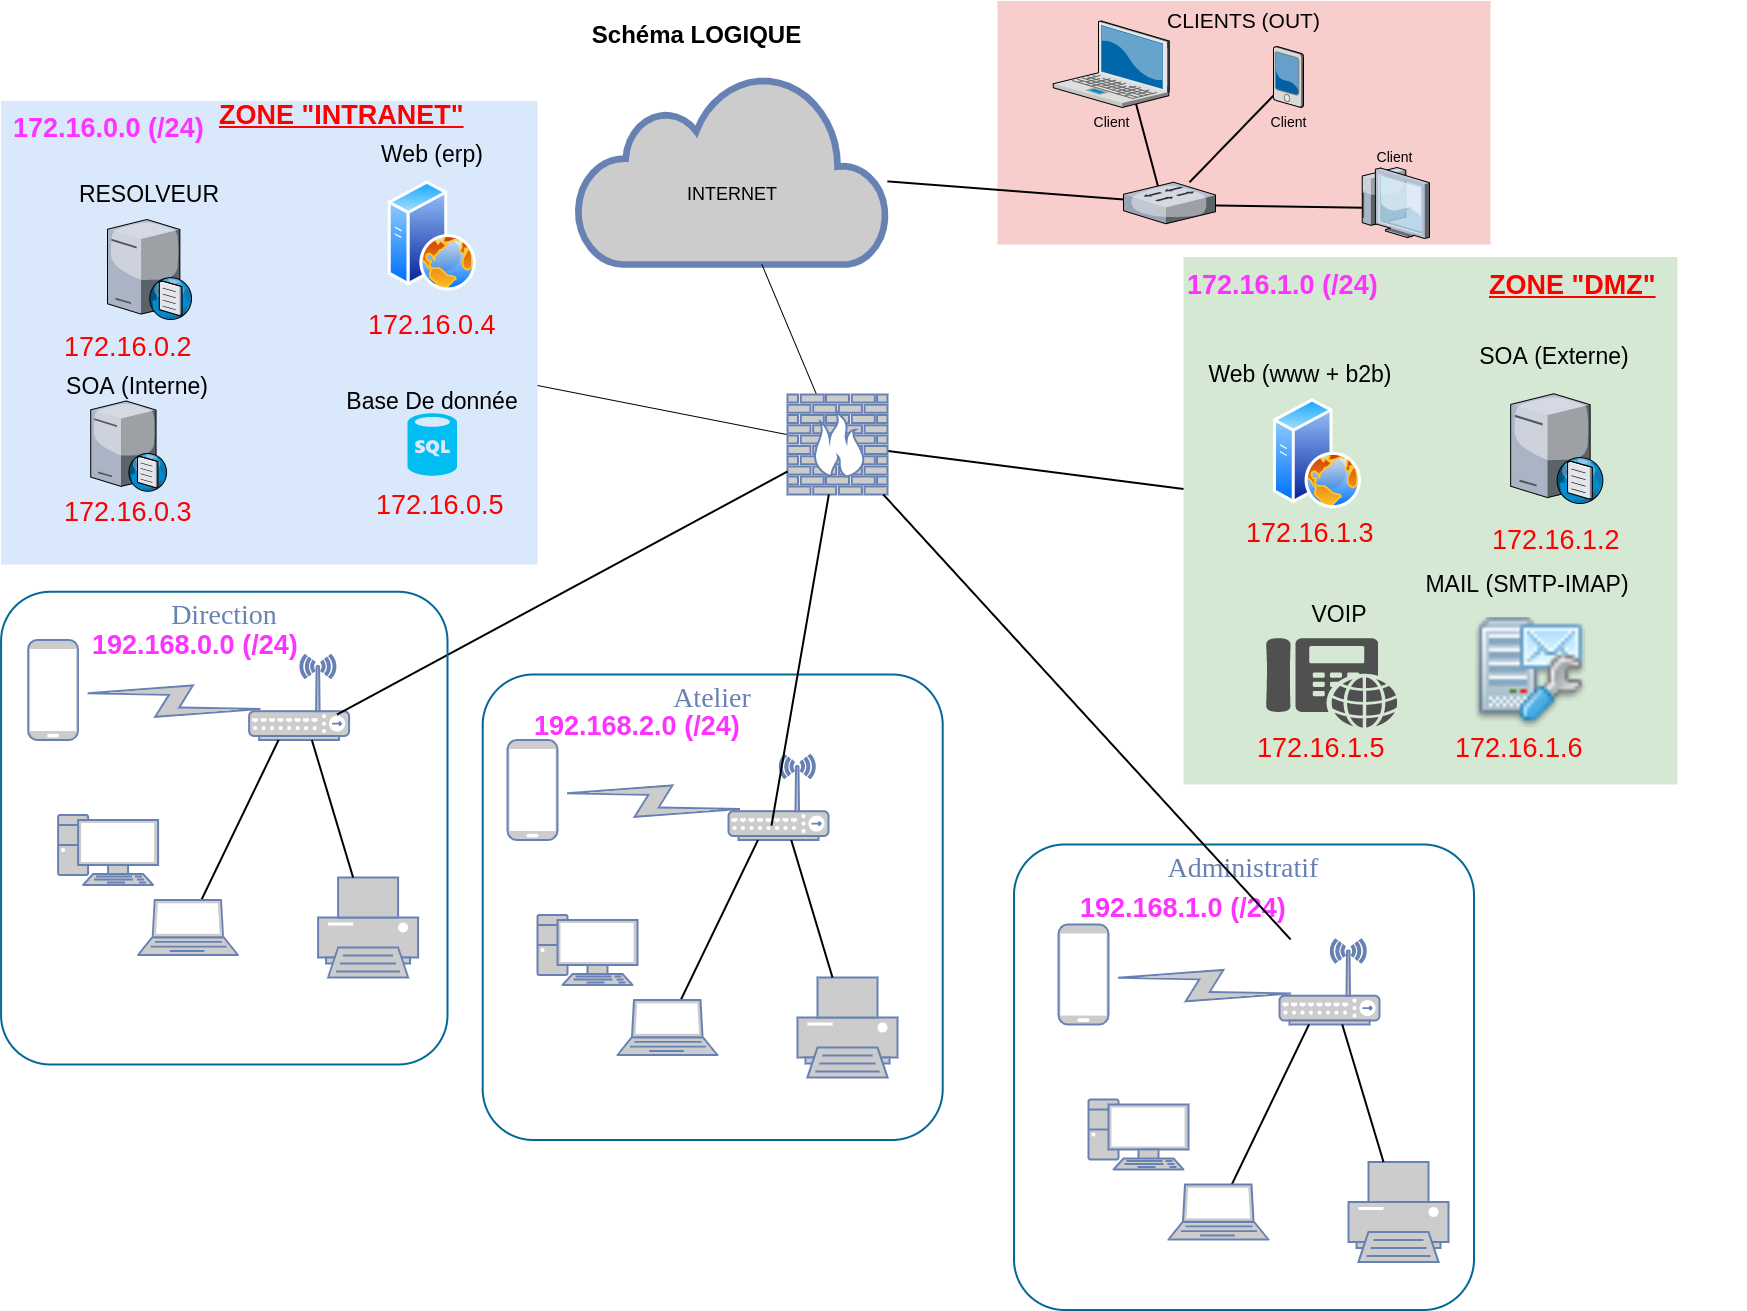 Schéma LOGIQUE
CLIENTS (OUT)
Client
Client
Client
INTERNET
172.16.0.0 (/24)
ZONE "INTRANET"
Web (erp)
RESOLVEUR
172.16.0.4
172.16.0.2
SOA (Interne)
Base De donnée
SQL
172.16.0.3
172.16.0.5
172.16.1.0 (/24)
ZONE "DMZ"
SOA (Externe)
Web (www + b2b)
172.16.1.3
172.16.1.2
MAIL (SMTP-IMAP)
VOIP
172.16.1.5
172.16.1.6
Direction
192.168.0.0 (/24)
Atelier
192.168.2.0 (/24)
Administratif
192.168.1.0 (/24)